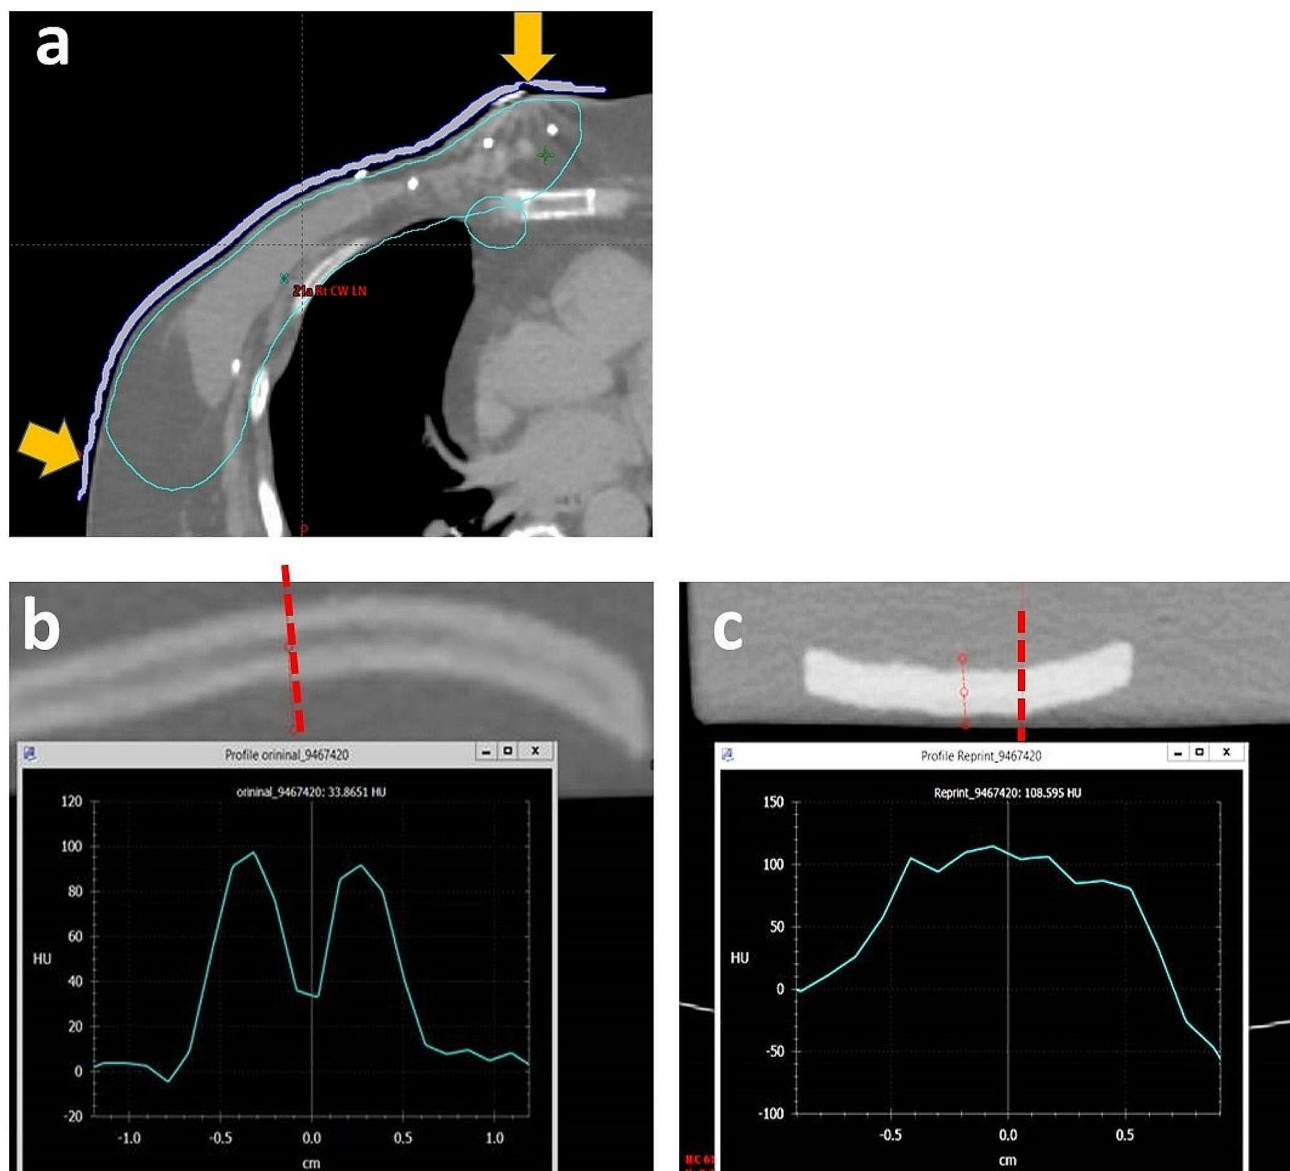 a
21a Rt CW LN
b
Profile orininal_9467420
orininal_9467420: 33.8651 HU
120
100
80
60
HU
40
20
0
-20
-1.0 -0.5 0.0 0.5 1.0
cm
c
Profile Reprint_9467420
Reprint_9467420: 108.595 HU
150
100
50
HU
0
-50
-100
-0.5 0.0 0.5
cm